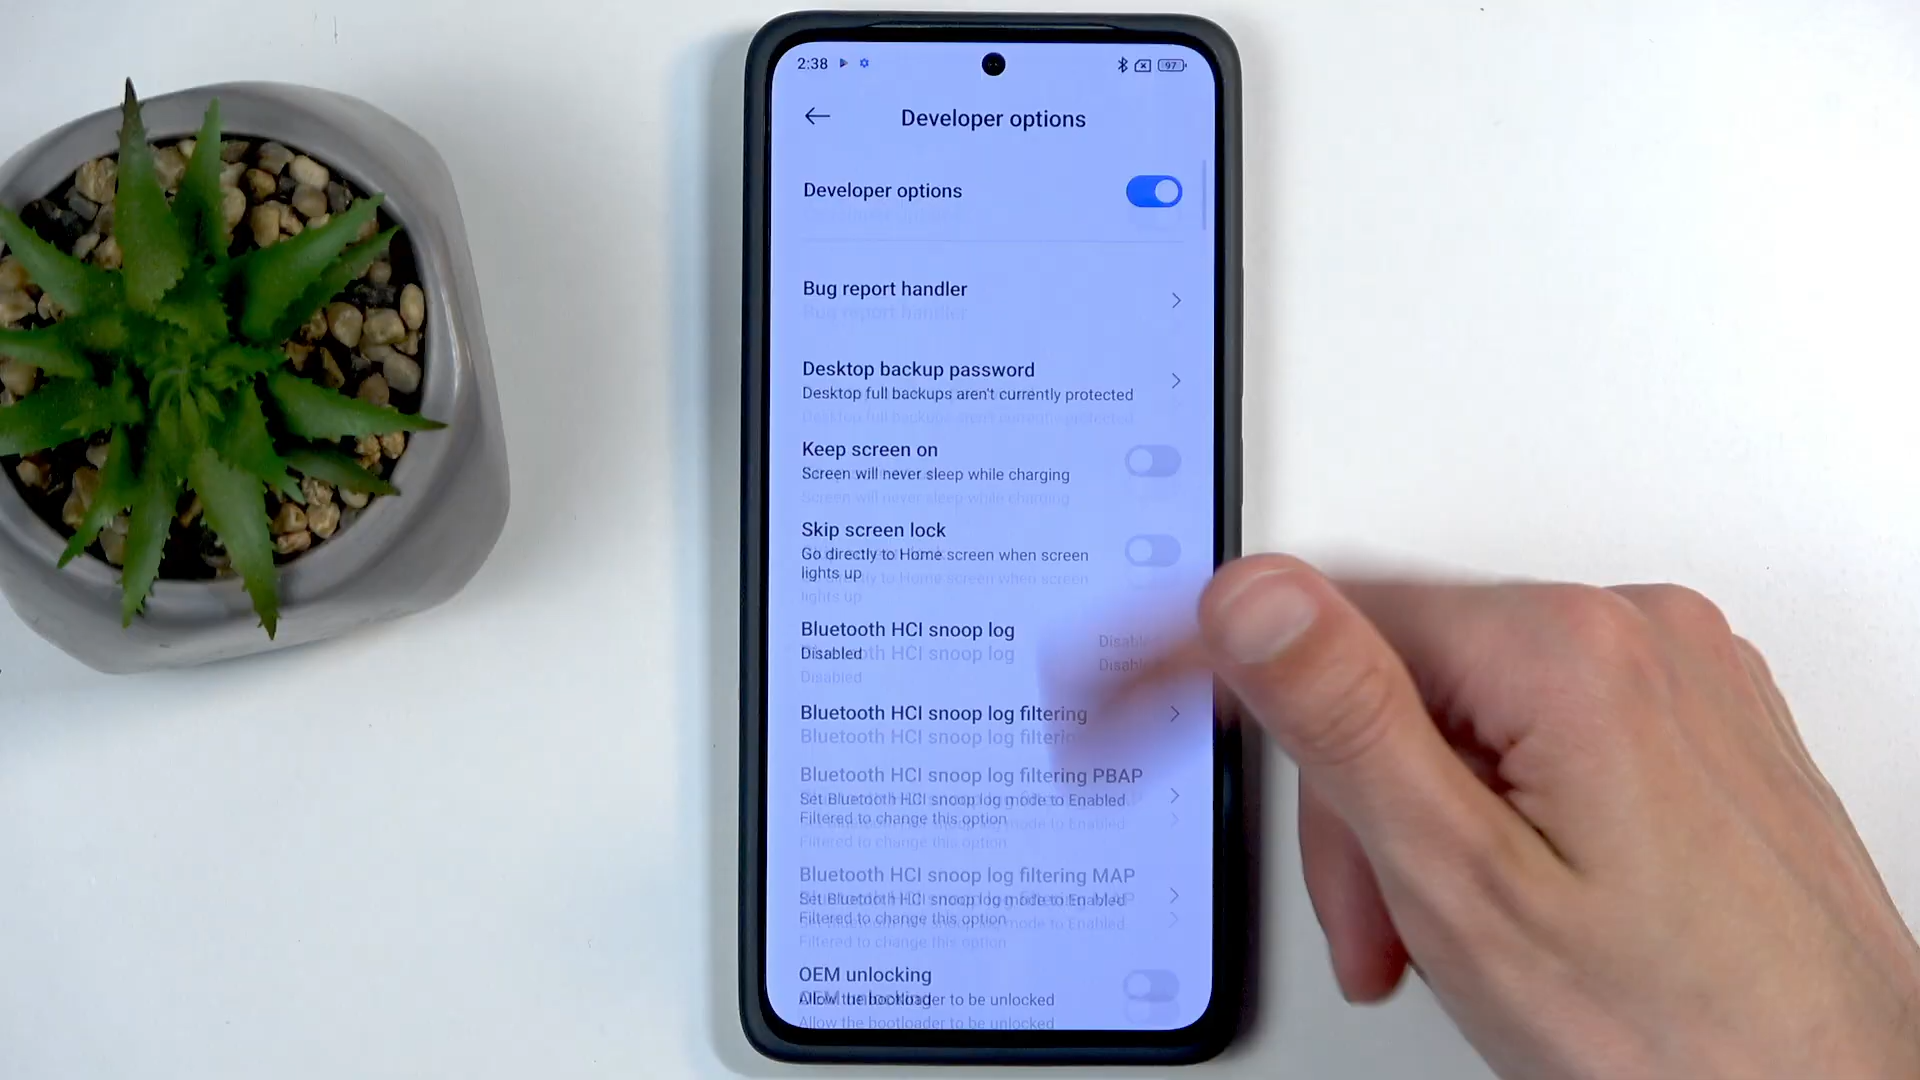 2:38
97
Developer options
Developer options
Bug report handler
Desktop backup password
Desktop full backups aren't currently protected
Keep screen on
Screen will never sleep while charging
Skip screen lock
Go directly to Home screen when screen
lights up
Bluetooth HCI snoop log
Disabled
Bluetooth HCI snoop log filtering
Bluetooth HCI snoop log filtering PBAP
Set Bluetooth HCI snoop log mode to Enabled
Filtered to change this option
Bluetooth HCI snoop log filtering MAP
Set Bluetooth HCI snoop log mode to Enabled
Filtered to change this option
OEM unlocking
Allow the bootloader to be unlocked